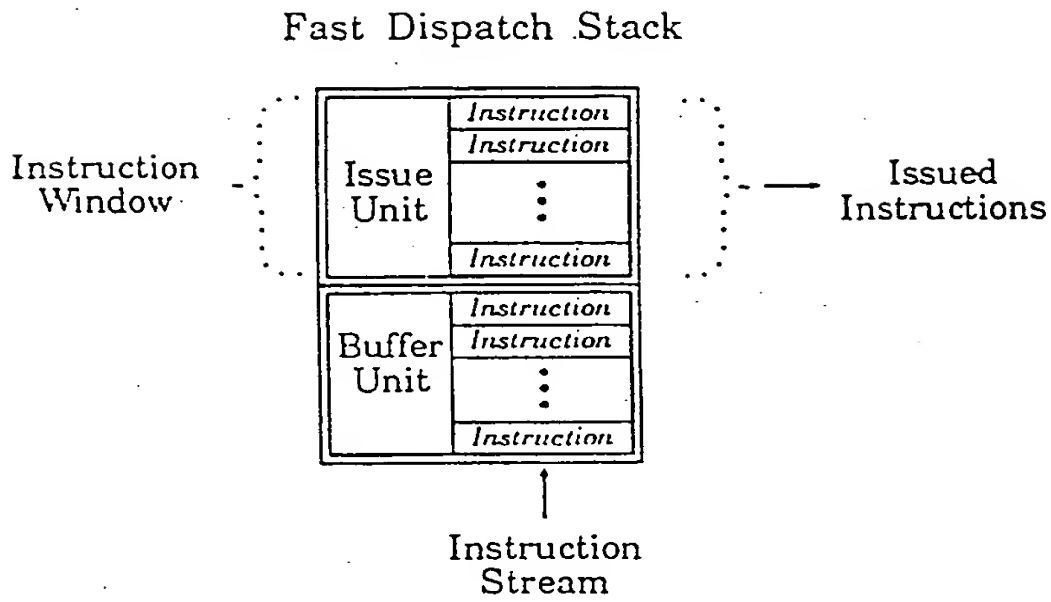 Fast Dispatch Stack
Instruction
Window
Issue
Unit
Instruction
Instruction
Instruction
Issued
Instructions
Buffer
Unit
Instruction
Instruction
Instruction
Instruction
Stream